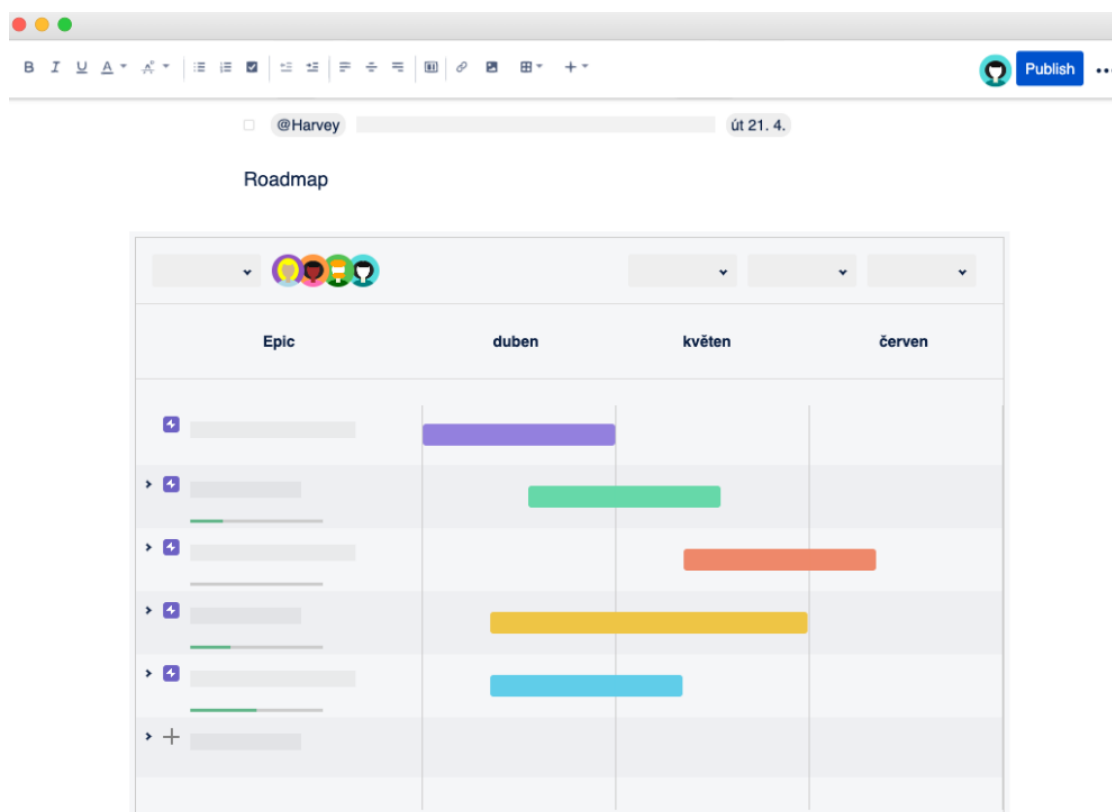 B I U A Publish
@Harvey út 21. 4.
Roadmap
Epic duben květen červen